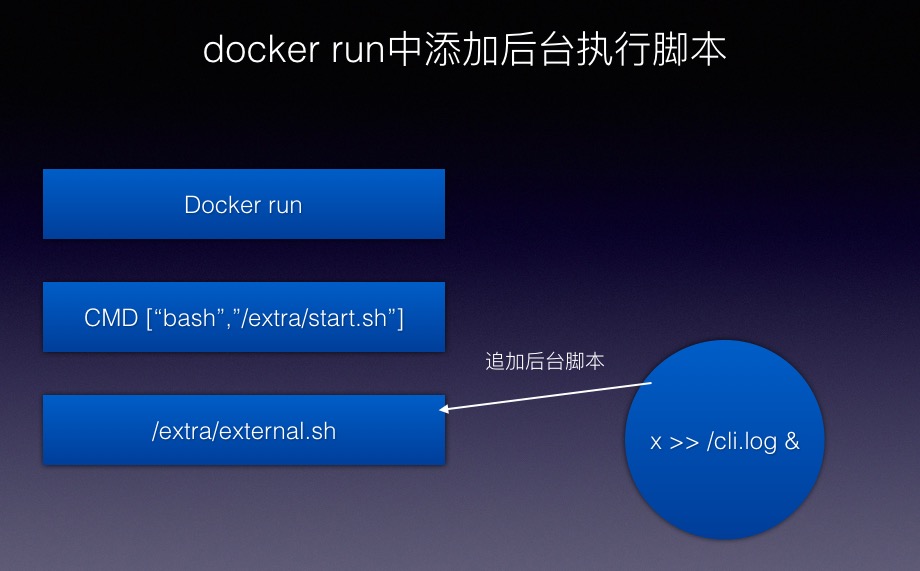 docker run中添加后台执行脚本
Docker run
CMD [“bash”,”/extra/start.sh”]
追加后台脚本
/extra/external.sh
x >> /cli.log &